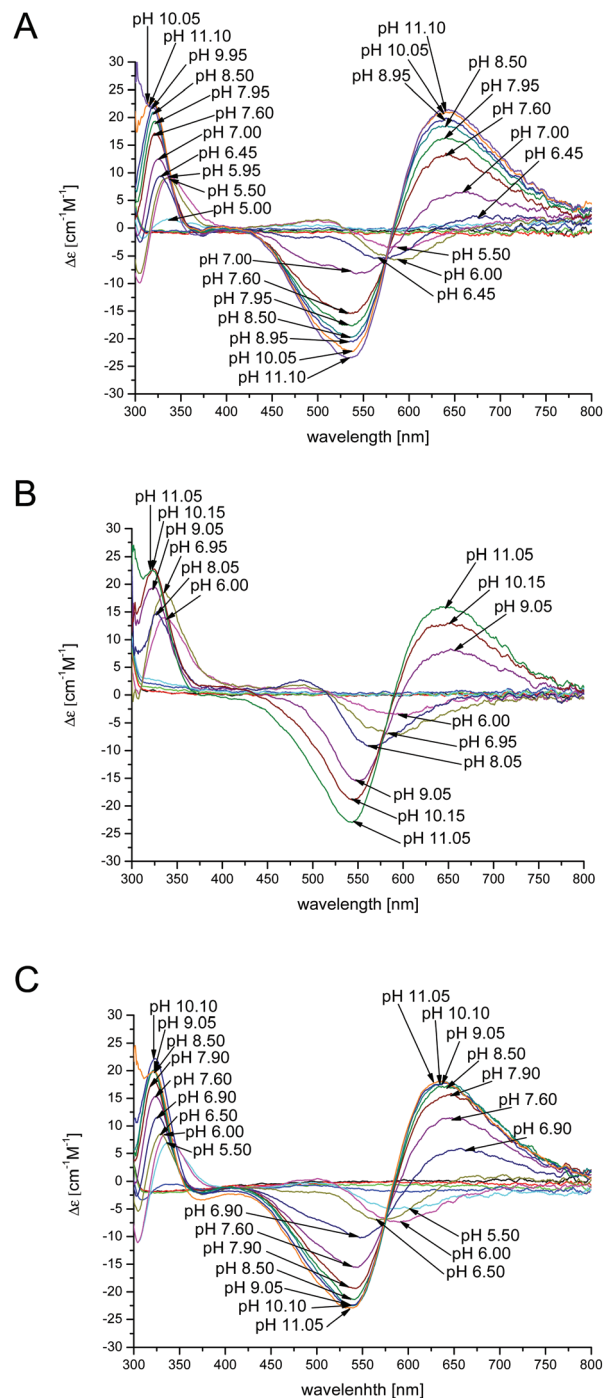 A
pH 10.05
pH 11.10
pH 9.95
pH 8.50
pH 7.95
pH 7.60
pH 7.00
pH 6.45
pH 5.95
pH 5.50
pH 5.00
pH 11.10
pH 10.05
pH 8.95
pH 8.50
pH 7.95
pH 7.60
pH 7.00
pH 6.45
pH 7.00
pH 7.60
pH 7.95
pH 8.50
pH 8.95
pH 10.05
pH 11.10
pH 5.50
pH 6.00
pH 6.45
30
25
20
15
10
5
0
-5
-10
-15
-20
-25
-30
Δε [cm⁻¹M⁻¹]
300 350 400 450 500 550 600 650 700 750 800
wavelength [nm]
B
pH 11.05
pH 10.15
pH 9.05
pH 6.95
pH 8.05
pH 6.00
pH 11.05
pH 10.15
pH 9.05
pH 6.00
pH 6.95
pH 8.05
pH 9.05
pH 10.15
pH 11.05
30
25
20
15
10
5
0
-5
-10
-15
-20
-25
-30
Δε [cm⁻¹M⁻¹]
300 350 400 450 500 550 600 650 700 750 800
wavelength [nm]
C
pH 10.10
pH 9.05
pH 8.50
pH 7.90
pH 7.60
pH 6.90
pH 6.50
pH 6.00
pH 5.50
pH 11.05
pH 10.10
pH 9.05
pH 8.50
pH 7.90
pH 7.60
pH 6.90
pH 6.90
pH 7.60
pH 7.90
pH 8.50
pH 9.05
pH 10.10
pH 11.05
pH 5.50
pH 6.00
pH 6.50
30
25
20
15
10
5
0
-5
-10
-15
-20
-25
-30
Δε [cm⁻¹M⁻¹]
300 350 400 450 500 550 600 650 700 750 800
wavelenhth [nm]